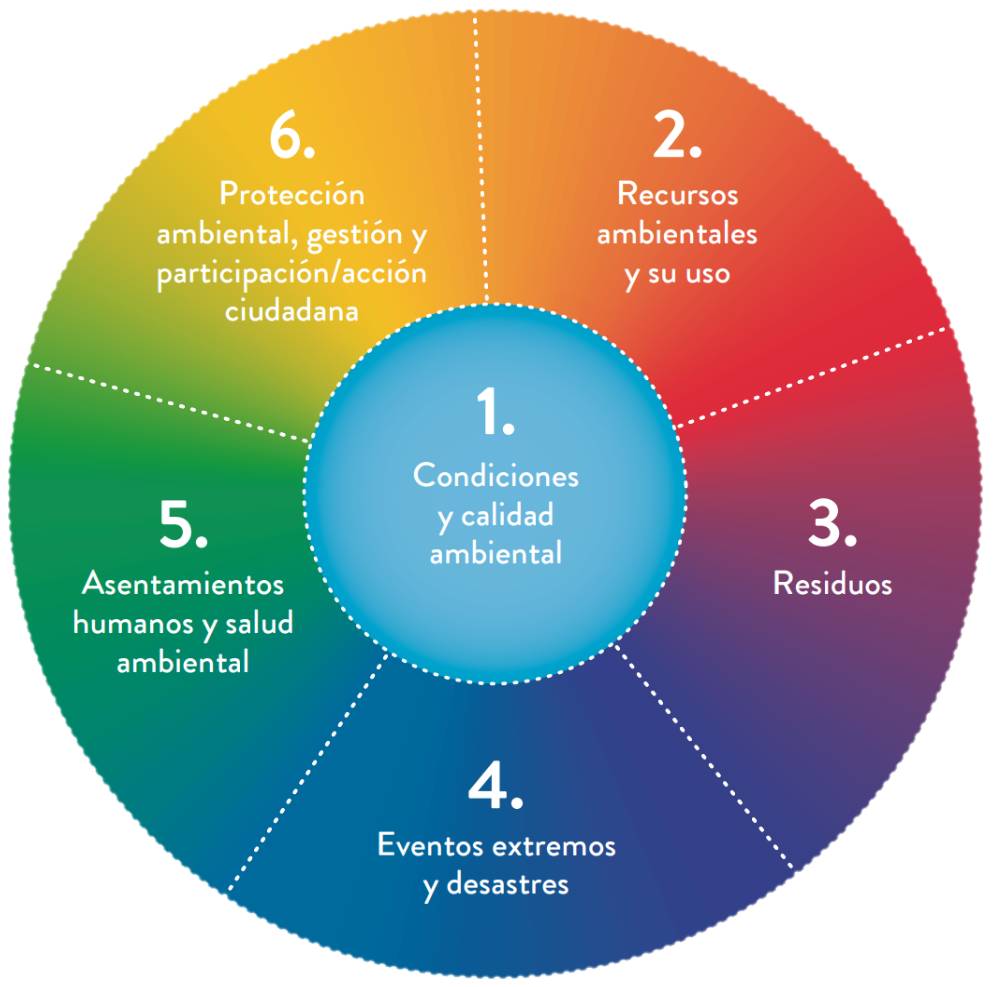 1.
Condiciones
y calidad
ambiental
2.
Recursos
ambientales
y su uso
3.
Residuos
4.
Eventos extremos
y desastres
5.
Asentamientos
humanos y salud
ambiental
6.
Protección
ambiental, gestión y
participación/acción
ciudadana